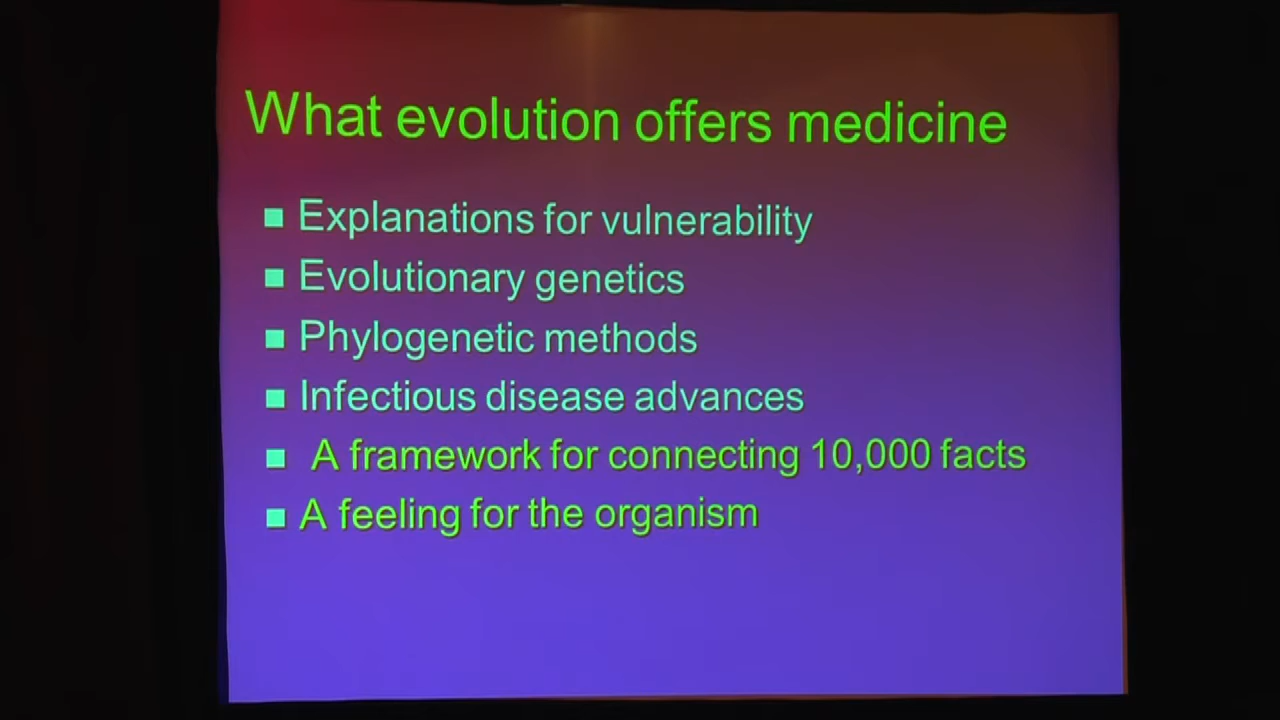 What evolution offers medicine
■ Explanations for vulnerability
■ Evolutionary genetics
■ Phylogenetic methods
■ Infectious disease advances
■ A framework for connecting 10,000 facts
■ A feeling for the organism